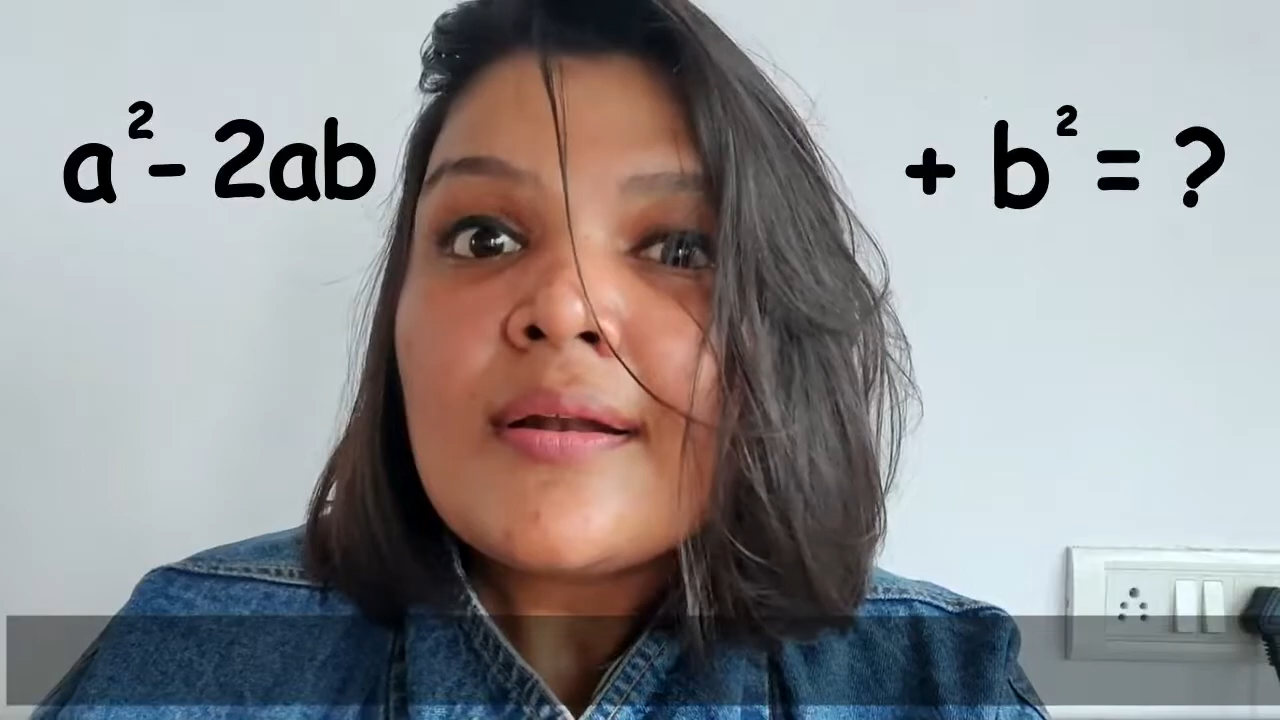 a² - 2ab + b² = ?